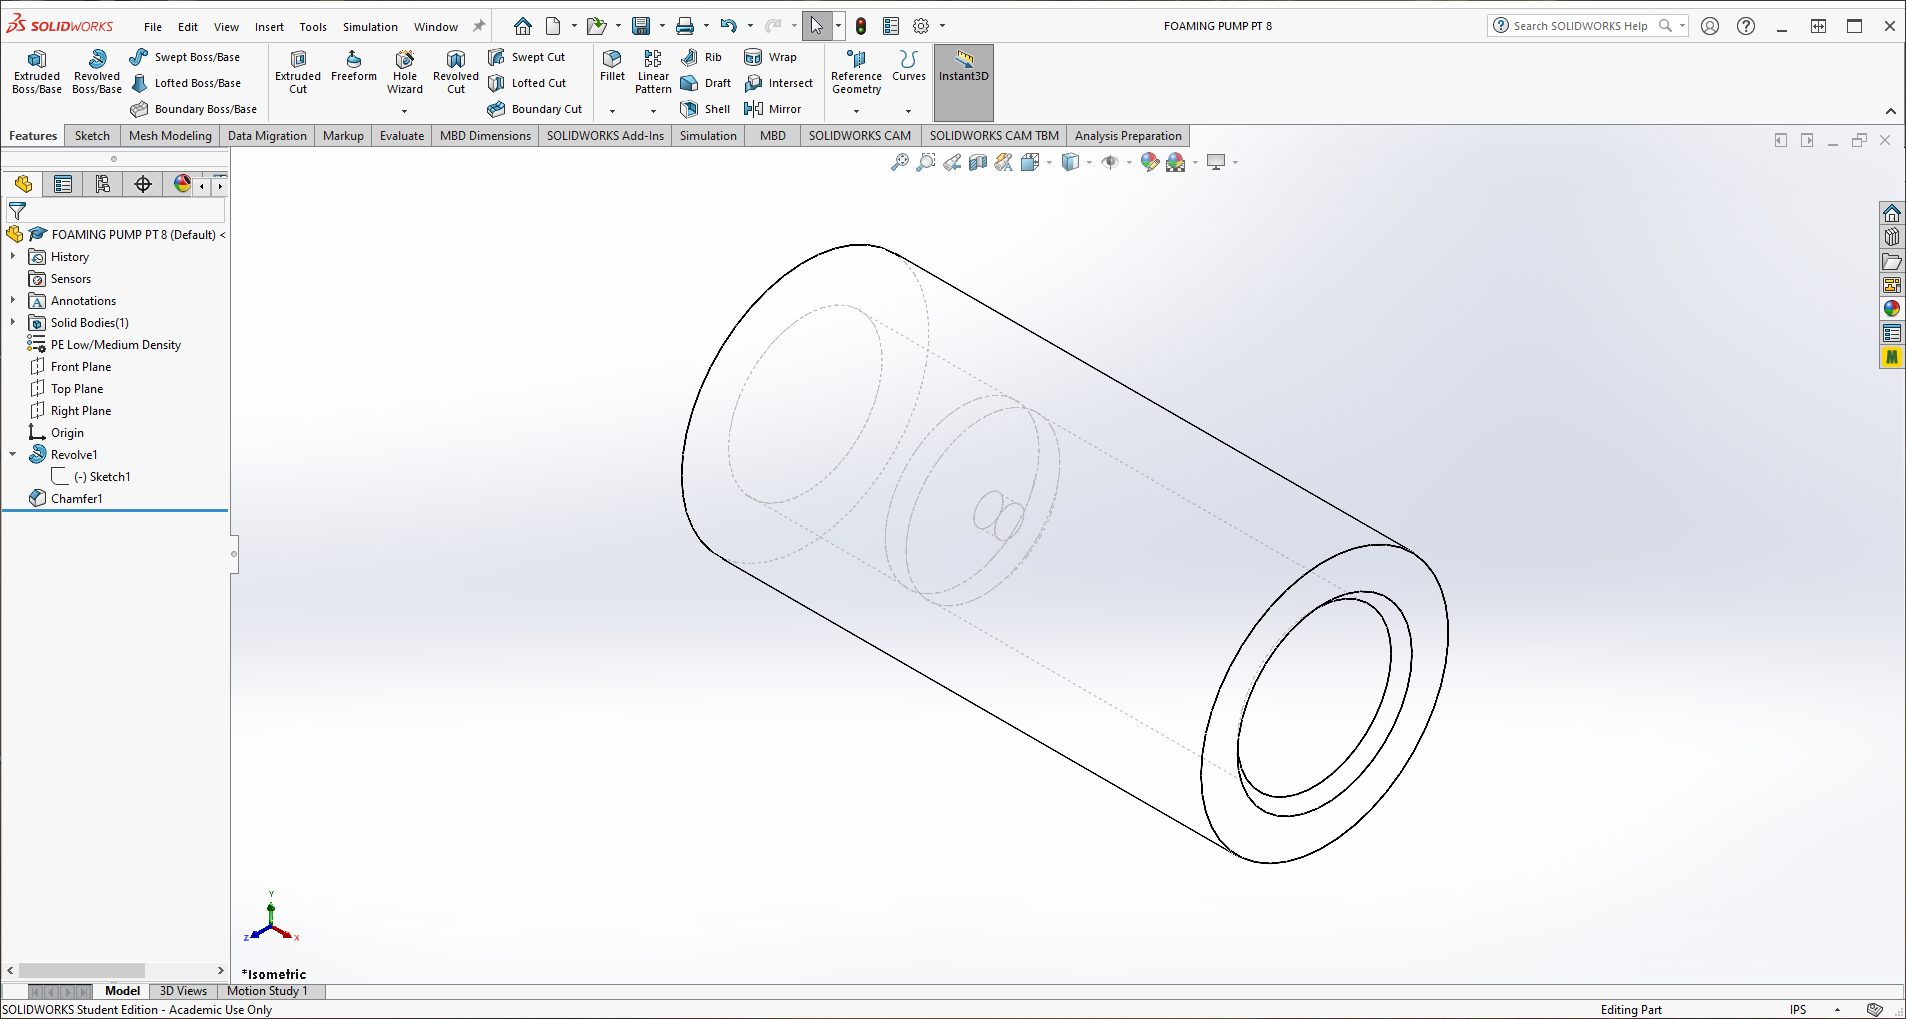 SOLIDWORKS
File Edit View Insert Tools Simulation Window
FOAMING PUMP PT 8
Search SOLIDWORKS Help
Extruded Boss/Base
Revolved Boss/Base
Swept Boss/Base
Lofted Boss/Base
Boundary Boss/Base
Extruded Cut
Freeform
Hole Wizard
Revolved Cut
Swept Cut
Lofted Cut
Boundary Cut
Fillet
Linear Pattern
Rib
Draft
Shell
Wrap
Intersect
Mirror
Reference Geometry
Curves
Instant3D
Features Sketch Mesh Modeling Data Migration Markup Evaluate MBD Dimensions SOLIDWORKS Add-Ins Simulation MBD SOLIDWORKS CAM SOLIDWORKS CAM TBM Analysis Preparation
FOAMING PUMP PT 8 (Default) <
History
Sensors
A Annotations
Solid Bodies(1)
PE Low/Medium Density
Front Plane
Top Plane
Right Plane
Origin
Revolve1
(-) Sketch1
Chamfer1
M
Y
Z X
*Isometric
Model 3D Views Motion Study 1
SOLIDWORKS Student Edition - Academic Use Only
Editing Part
IPS